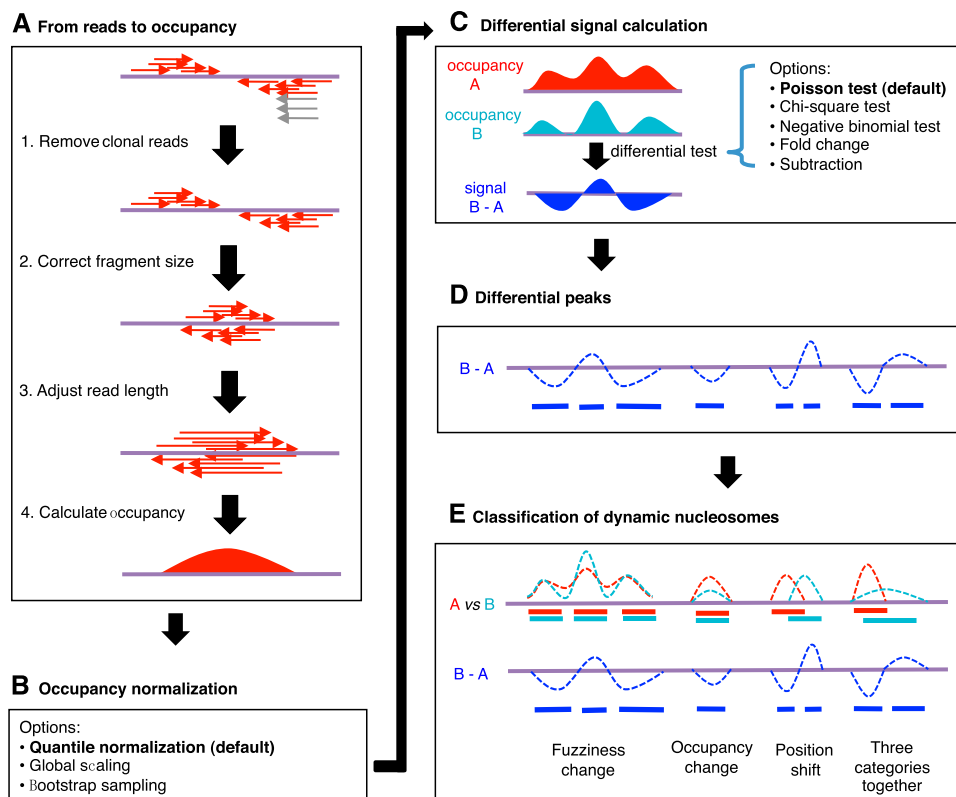 A From reads to occupancy
1. Remove clonal reads
2. Correct fragment size
3. Adjust read length
4. Calculate occupancy
B Occupancy normalization
Options:
• Quantile normalization (default)
• Global scaling
• Bootstrap sampling
C Differential signal calculation
occupancy
A
occupancy
B
differential test
signal
B - A
Options:
• Poisson test (default)
• Chi-square test
• Negative binomial test
• Fold change
• Subtraction
D Differential peaks
B - A
E Classification of dynamic nucleosomes
A vs B
B - A
Fuzziness
change
Occupancy
change
Position
shift
Three
categories
together